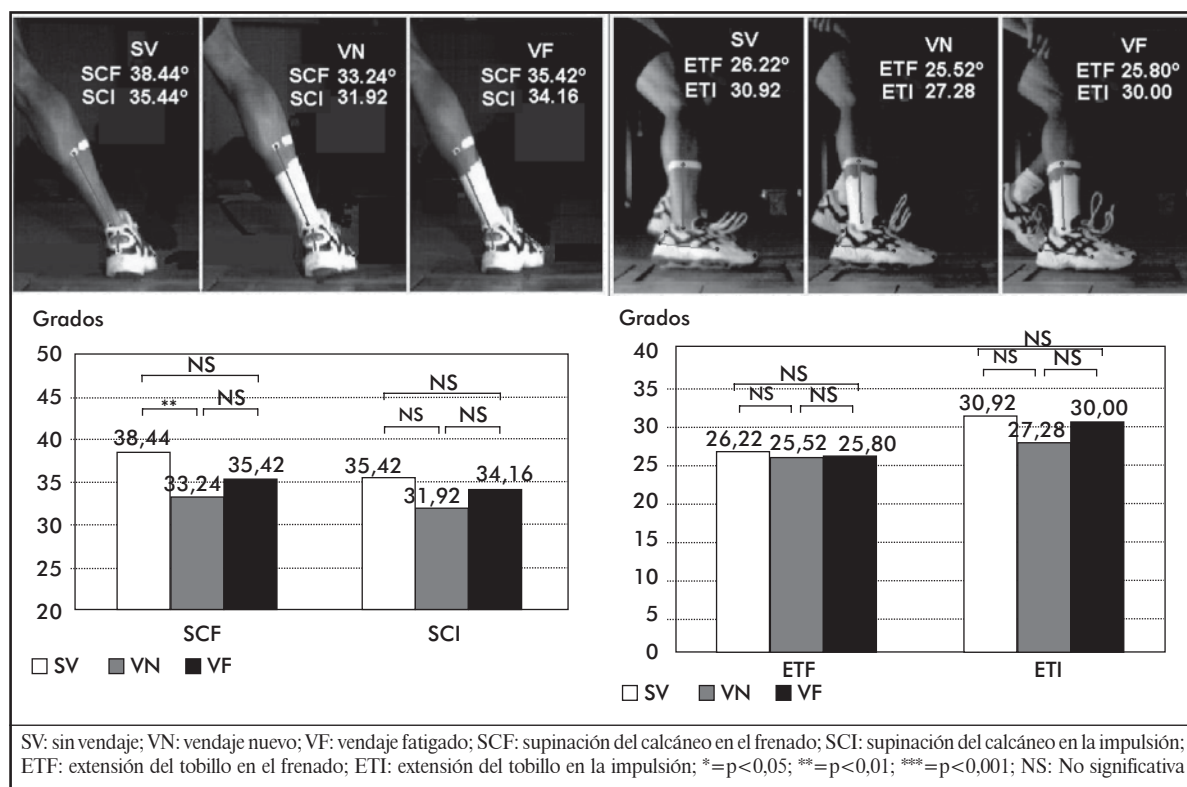 SV
SCF 38.44º
SCI 35.44º
VN
SCF 33.24º
SCI 31.92
VF
SCF 35.42º
SCI 34.16
SV
ETF 26.22º
ETI 30.92
VN
ETF 25.52º
ETI 27.28
VF
ETF 25.80º
ETI 30.00
Grados
50
45
40
35
30
25
20
NS
**
NS
38,44
33,24
35,42
NS
NS
NS
35,42
31,92
34,16
SCF
SCI
SV
VN
VF
Grados
40
35
30
25
20
15
10
5
0
NS
NS
NS
26,22
25,52
25,80
NS
NS
NS
30,92
27,28
30,00
ETF
ETI
SV
VN
VF
SV: sin vendaje; VN: vendaje nuevo; VF: vendaje fatigado; SCF: supinación del calcáneo en el frenado; SCI: supinación del calcáneo en la impulsión;
ETF: extensión del tobillo en el frenado; ETI: extensión del tobillo en la impulsión; *=p<0,05; **=p<0,01; ***=p<0,001; NS: No significativa